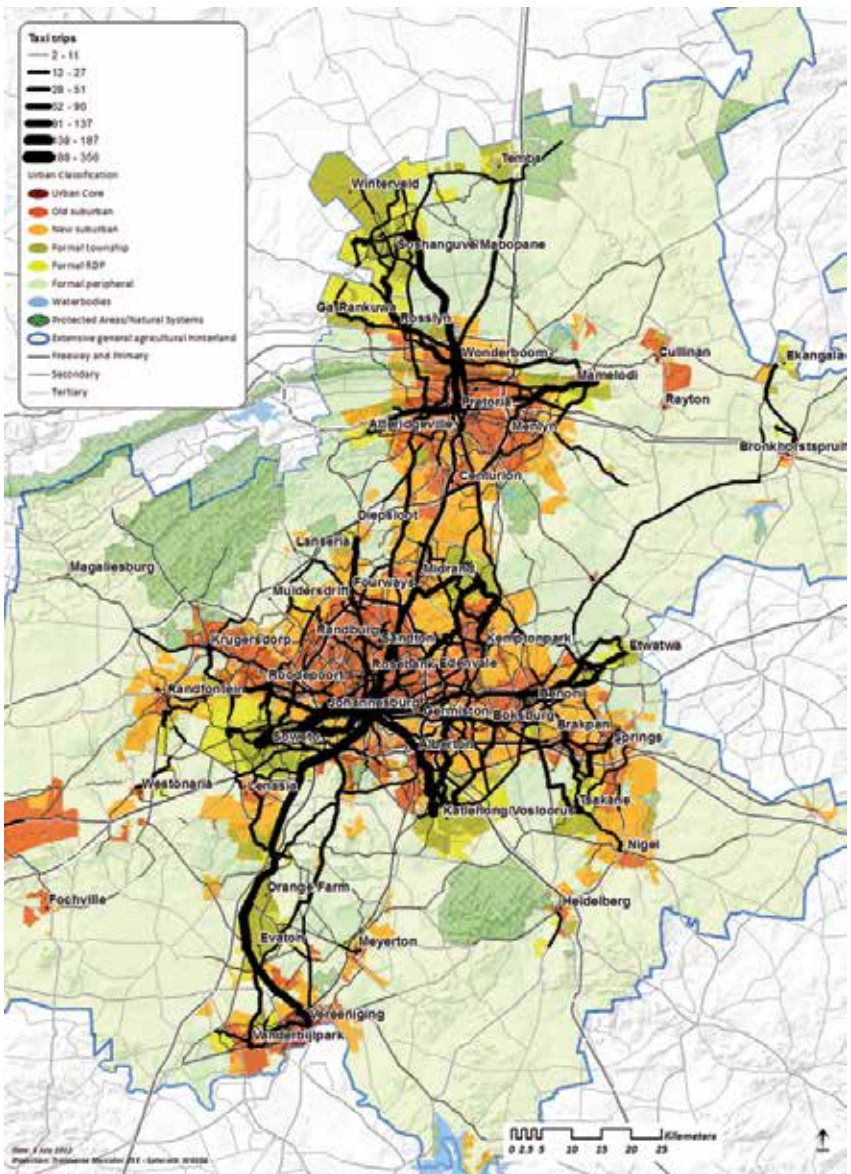 Taxi trips
2 - 11
12 - 27
28 - 51
52 - 90
91 - 137
138 - 187
188 - 356
Urban Classification
Urban Core
Old suburban
New suburban
Formal township
Formal RDP
Formal peripheral
Waterbodies
Protected Areas/Natural Systems
Extensive general agricultural hinterland
Freeway and Primary
Secondary
Tertiary
Temba
Winterveld
Soshanguve/Mabopane
Ga-Rankuwa
Rosslyn
Wonderboom
Cullinan
Ekangala
Mamelodi
Pretoria
Rayton
Atteridgeville
Menlyn
Bronkhorstspruit
Centurion
Diepsloot
Lanseria
Magaliesburg
Midrand
Fourways
Muldersdrift
Randburg
Sandton
Kemptonpark
Krugersdorp
Etwatwa
Rosebank
Edenvale
Roodepoort
Randfontein
Benoni
Johannesburg
Germiston
Boksburg
Brakpan
Soweto
Alberton
Springs
Westonaria
Lenasia
Tsakane
Katlehong/Vosloorus
Nigel
Orange Farm
Fochville
Heidelberg
Evaton
Meyerton
Vereeniging
Vanderbijlpark
Kilometers
0 2.5 5 10 15 20 25